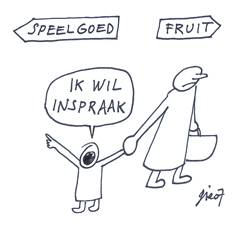 SPEELGOED
FRUIT
IK WIL
INSPRAAK